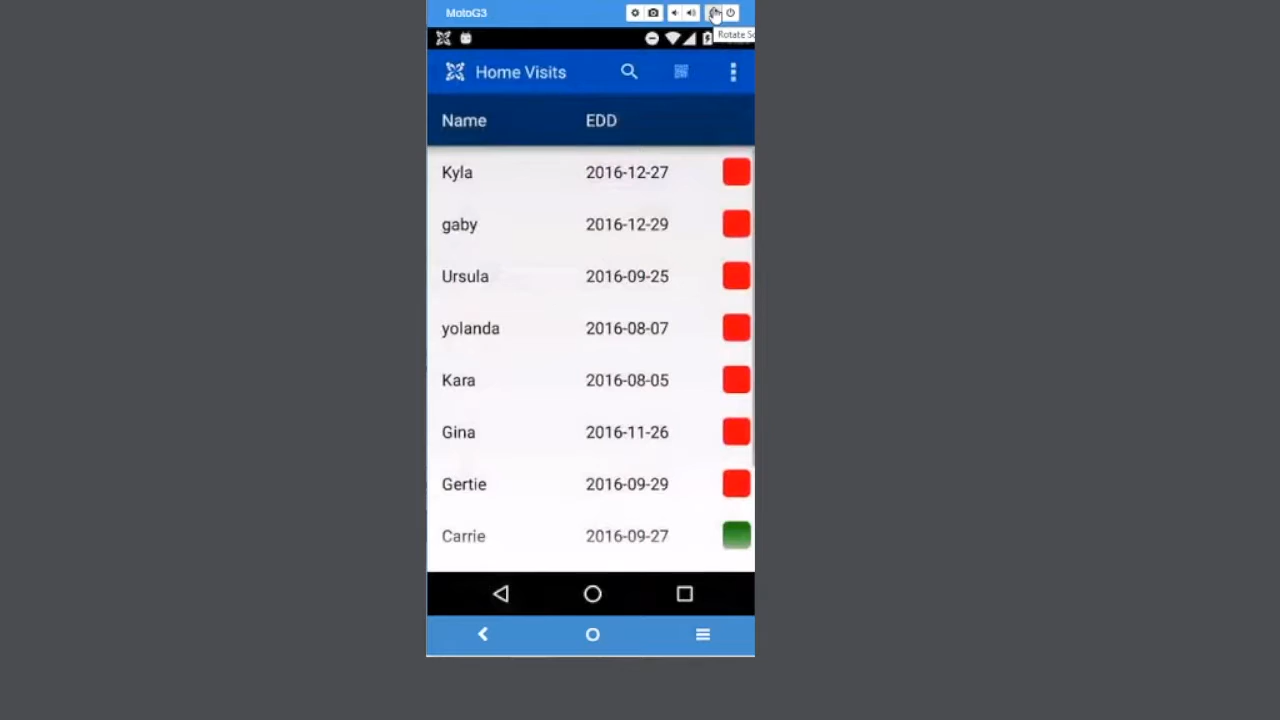 MotoG3
Rotate Sc
Home Visits
Name EDD
Kyla 2016-12-27
gaby 2016-12-29
Ursula 2016-09-25
yolanda 2016-08-07
Kara 2016-08-05
Gina 2016-11-26
Gertie 2016-09-29
Carrie 2016-09-27